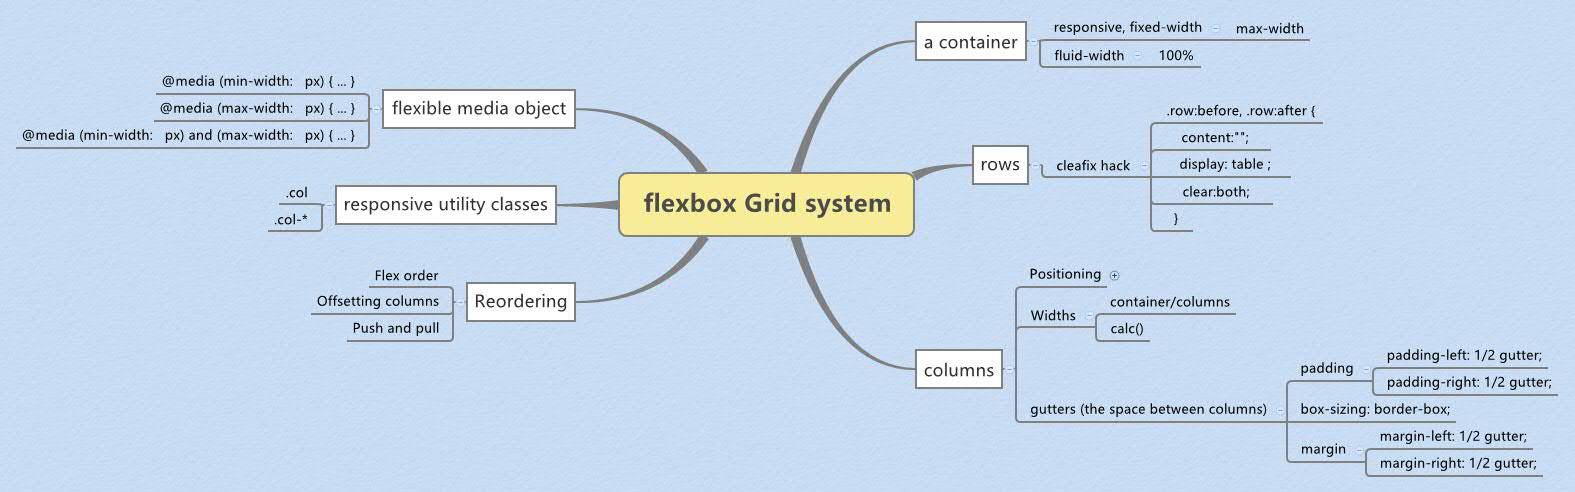 flexbox Grid system
a container
responsive, fixed-width
max-width
fluid-width
100%
rows
cleafix hack
.row:before, .row:after {
content:"";
display: table ;
clear:both;
}
columns
Positioning
Widths
container/columns
calc()
gutters (the space between columns)
padding
padding-left: 1/2 gutter;
padding-right: 1/2 gutter;
box-sizing: border-box;
margin
margin-left: 1/2 gutter;
margin-right: 1/2 gutter;
flexible media object
@media (min-width:   px) { ... }
@media (max-width:   px) { ... }
@media (min-width:   px) and (max-width:   px) { ... }
responsive utility classes
.col
.col-*
Reordering
Flex order
Offsetting columns
Push and pull